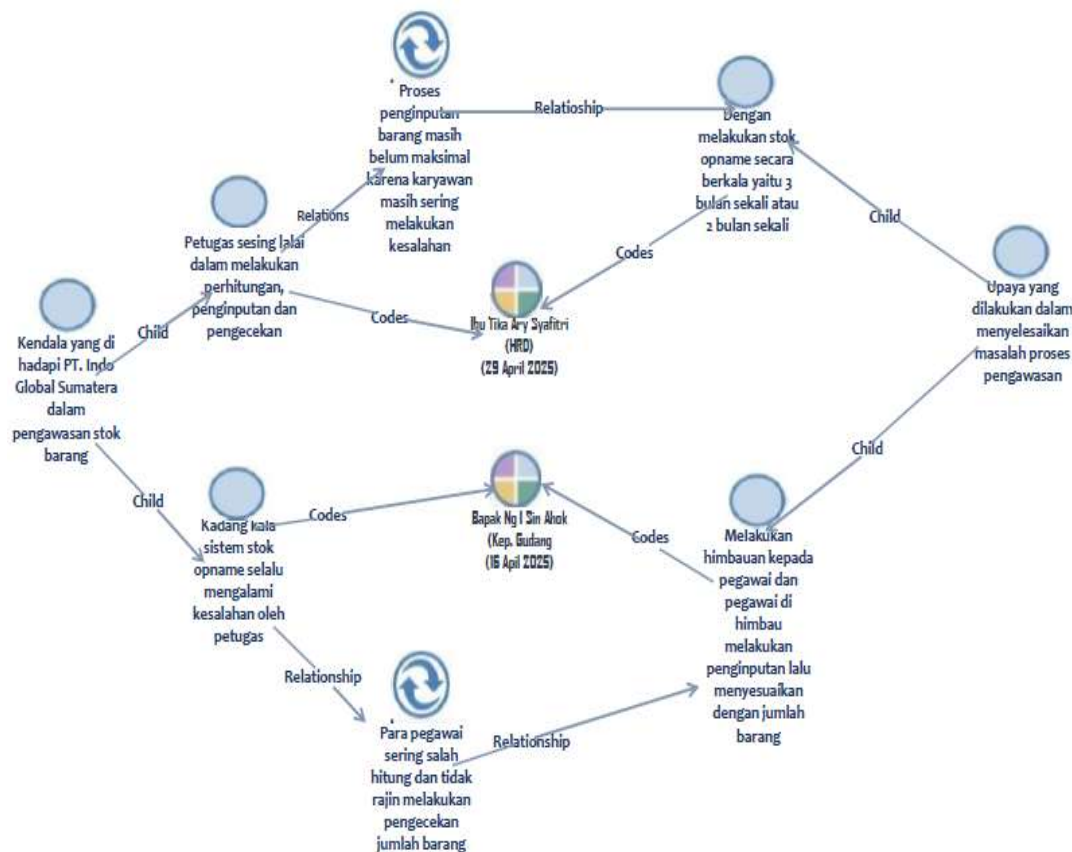 Proses
penginputan
barang masih
belum maksimal
karena karyawan
masih sering
melakukan
kesalahan
Relatioship
Dengan
melakukan stok
opname secara
berkala yaitu 3
bulan sekali atau
2 bulan sekali
Relations
Child
Petugas sesing lalai
dalam melakukan
perhitungan,
penginputan dan
pengecekan
Codes
Codes
Ibu Tika Ary Syafitri
(HRD)
(29 April 2025)
Upaya yang
dilakukan dalam
menyelesaikan
masalah proses
pengawasan
Child
Kendala yang di
hadapi PT. Indo
Global Sumatera
dalam
pengawasan stok
barang
Child
Child
Codes
Codes
Bapak Ng I Sin Ahok
(Kep. Gudang
(16 Apil 2025)
Kadang kala
sistem stok
opname selalu
mengalami
kesalahan oleh
petugas
Melakukan
himbauan kepada
pegawai dan
pegawai di
himbau
melakukan
penginputan lalu
menyesuaikan
dengan jumlah
barang
Relationship
Relationship
Para pegawai
sering salah
hitung dan tidak
rajin melakukan
pengecekan
jumlah barang